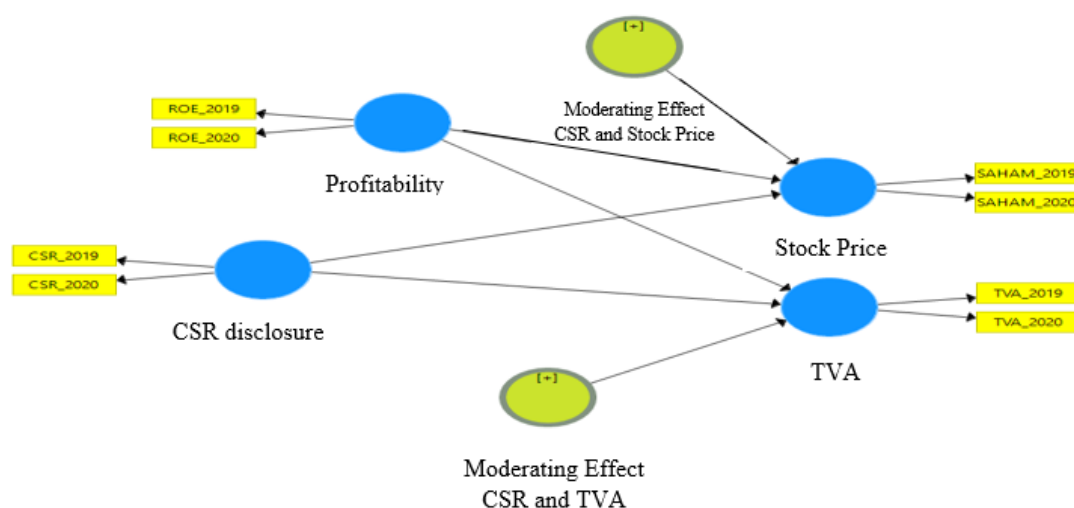 [+]
Moderating Effect
CSR and Stock Price
ROE_2019
ROE_2020
Profitability
SAHAM_2019
SAHAM_2020
Stock Price
CSR_2019
CSR_2020
CSR disclosure
TVA_2019
TVA_2020
TVA
[+]
Moderating Effect
CSR and TVA